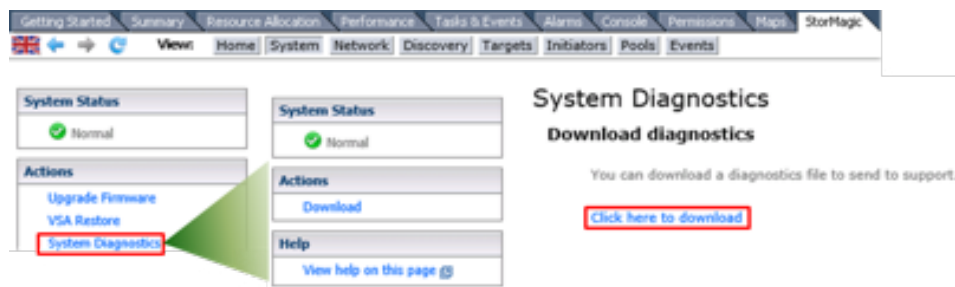 Getting Started Summary Resource Allocation Performance Tasks & Events Alarms Console Permissions Maps StorMagic
View: Home System Network Discovery Targets Initiators Pools Events
System Status
Normal
Actions
Upgrade Firmware
VSA Restore
System Diagnostics
System Status
Normal
Actions
Download
Help
View help on this page
System Diagnostics
Download diagnostics
You can download a diagnostics file to send to support.
Click here to download